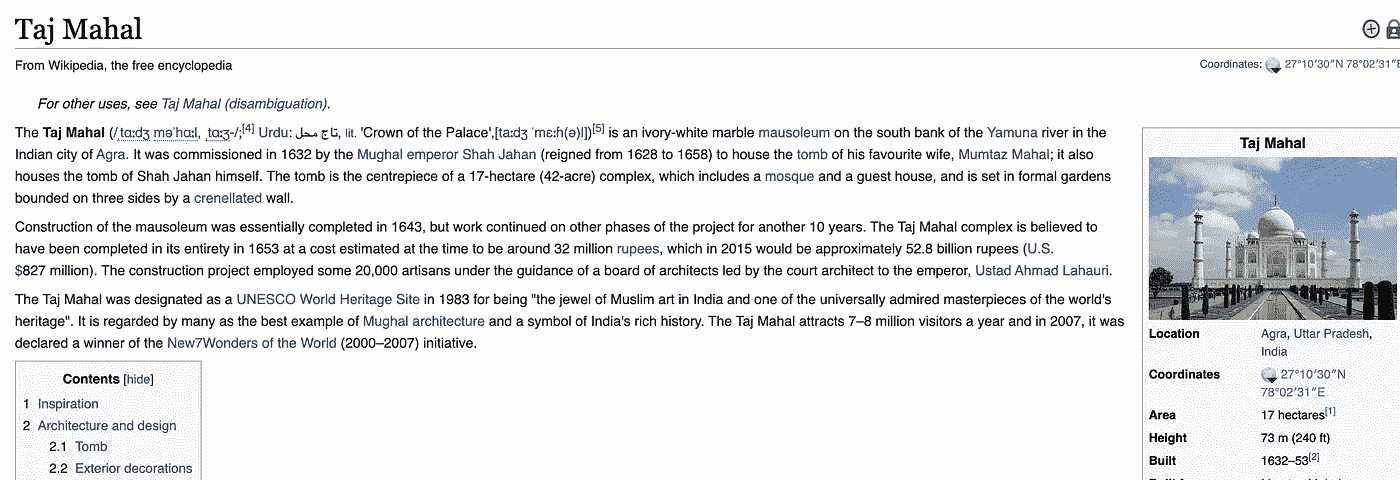 Taj Mahal
From Wikipedia, the free encyclopedia
Coordinates: 27°10′30″N 78°02′31″E
For other uses, see Taj Mahal (disambiguation).
The Taj Mahal (/ˌtɑːdʒ məˈhɑːl, ˌtɑːʒ-/;[4] Urdu: تاج محل, lit. 'Crown of the Palace',[taːdʒ ˈmɛːɦ(ə)l])[5] is an ivory-white marble mausoleum on the south bank of the Yamuna river in the
Indian city of Agra. It was commissioned in 1632 by the Mughal emperor Shah Jahan (reigned from 1628 to 1658) to house the tomb of his favourite wife, Mumtaz Mahal; it also
houses the tomb of Shah Jahan himself. The tomb is the centrepiece of a 17-hectare (42-acre) complex, which includes a mosque and a guest house, and is set in formal gardens
bounded on three sides by a crenellated wall.
Construction of the mausoleum was essentially completed in 1643, but work continued on other phases of the project for another 10 years. The Taj Mahal complex is believed to
have been completed in its entirety in 1653 at a cost estimated at the time to be around 32 million rupees, which in 2015 would be approximately 52.8 billion rupees (U.S.
$827 million). The construction project employed some 20,000 artisans under the guidance of a board of architects led by the court architect to the emperor, Ustad Ahmad Lahauri.
The Taj Mahal was designated as a UNESCO World Heritage Site in 1983 for being "the jewel of Muslim art in India and one of the universally admired masterpieces of the world's
heritage". It is regarded by many as the best example of Mughal architecture and a symbol of India's rich history. The Taj Mahal attracts 7–8 million visitors a year and in 2007, it was
declared a winner of the New7Wonders of the World (2000–2007) initiative.
Contents [hide]
1 Inspiration
2 Architecture and design
2.1 Tomb
2.2 Exterior decorations
Taj Mahal
Location Agra, Uttar Pradesh,
India
Coordinates 27°10′30″N
78°02′31″E
Area 17 hectares[1]
Height 73 m (240 ft)
Built 1632–53[2]